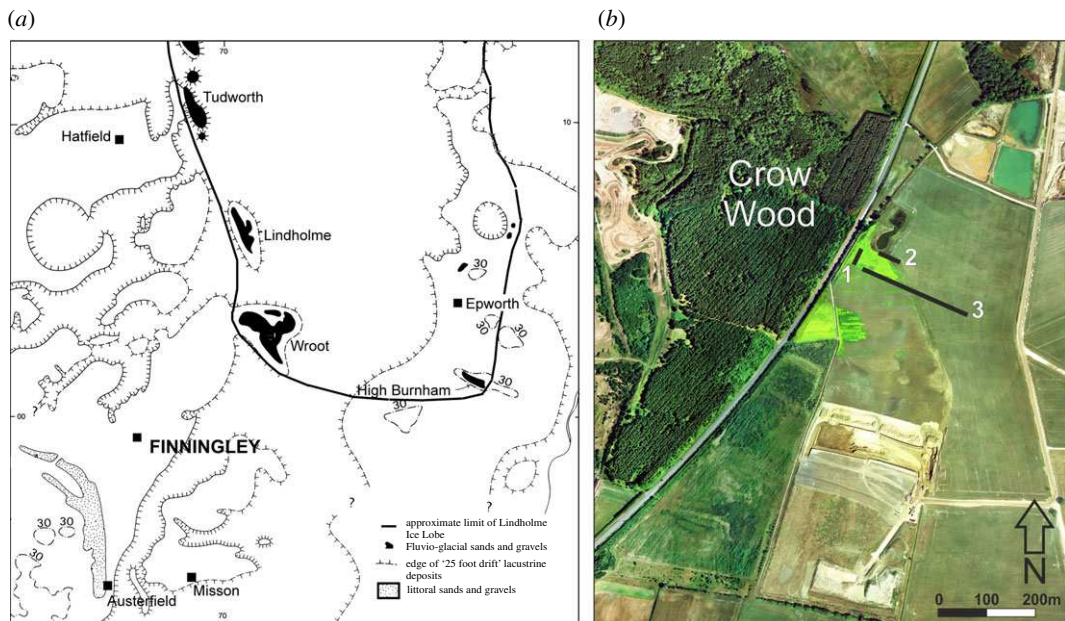 (a)
(b)
70
Tudworth
10
Hatfield
Lindholme
30
Epworth
30
30
Wroot
High Burnham
30
30
00
?
FINNINGLEY
?
?
30
30
30
Austerfield
Misson
70
approximate limit of Lindholme
Ice Lobe
Fluvio-glacial sands and gravels
edge of '25 foot drift' lacustrine
deposits
littoral sands and gravels
Crow
Wood
1
2
3
N
0 100 200m